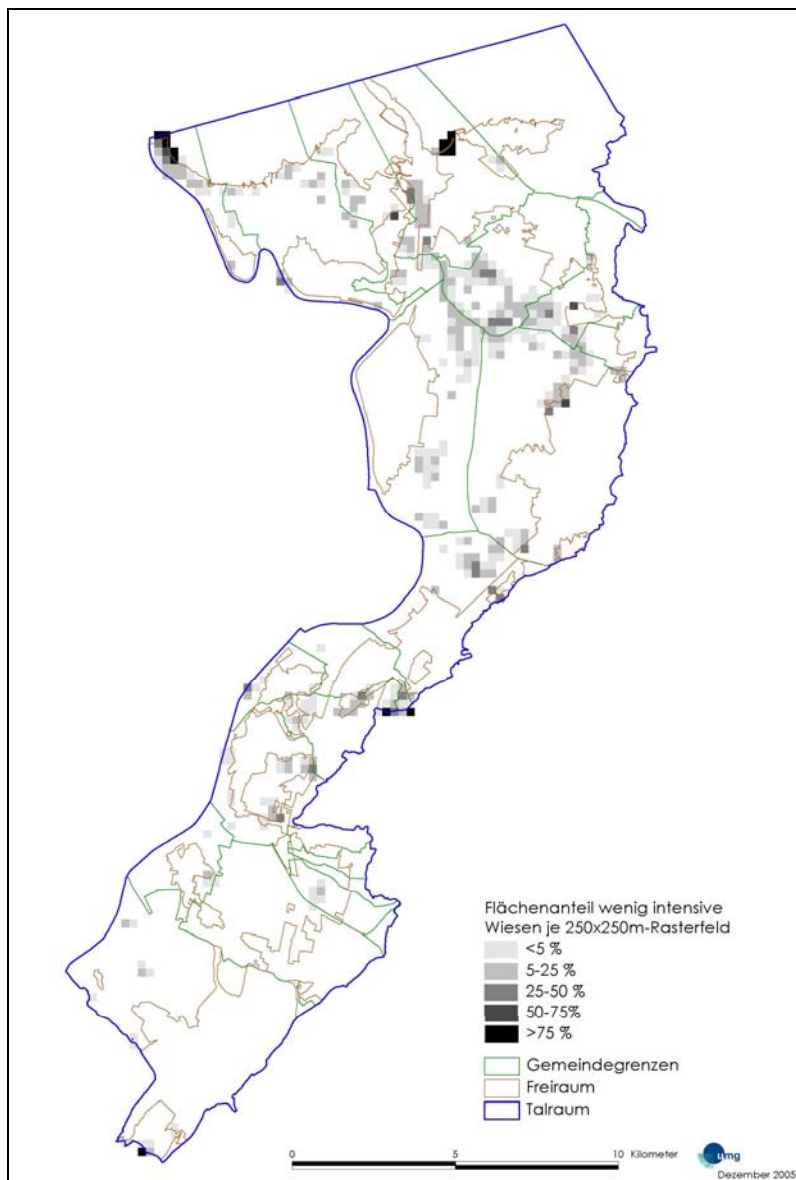 Flächenanteil wenig intensive
Wiesen je 250x250m-Rasterfeld
<5 %
5-25 %
25-50 %
50-75%
>75 %
Gemeindegrenzen
Freiraum
Talraum
0 5 10 Kilometer
umg
Dezember 2005